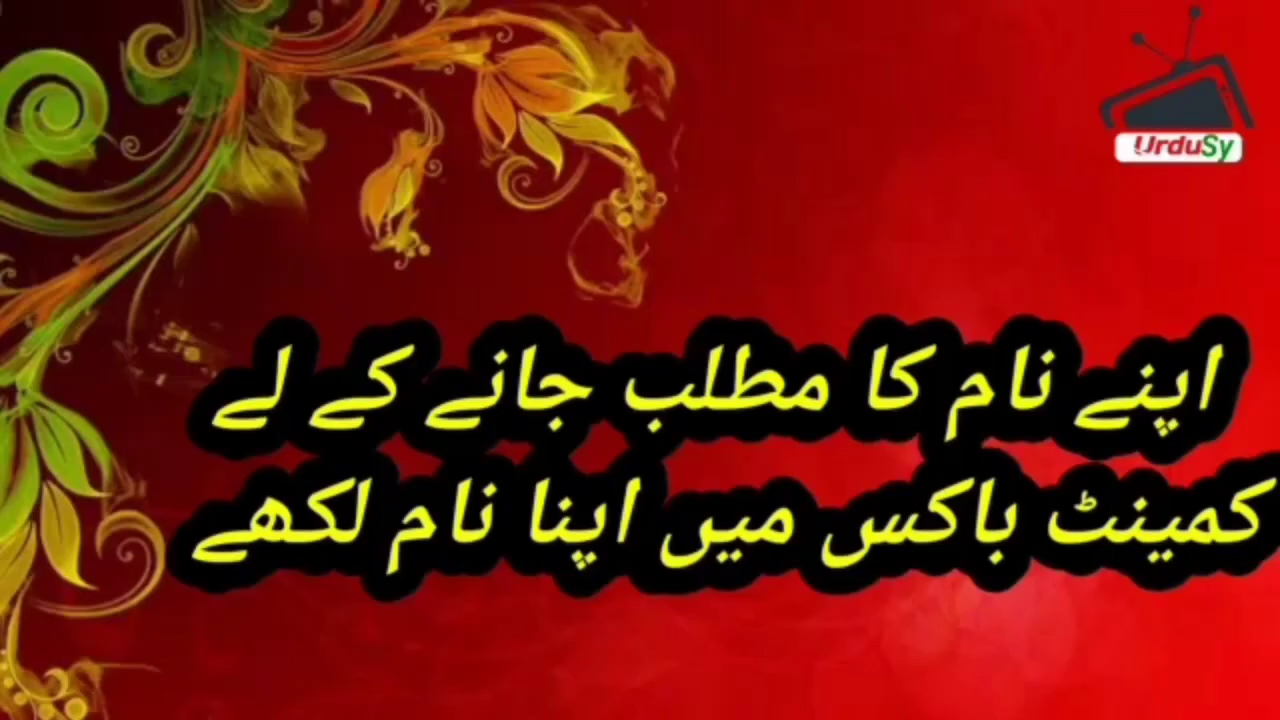 UrduSy
اپنے نام کا مطلب جانے کے لے
کمینٹ باکس میں اپنا نام لکھے